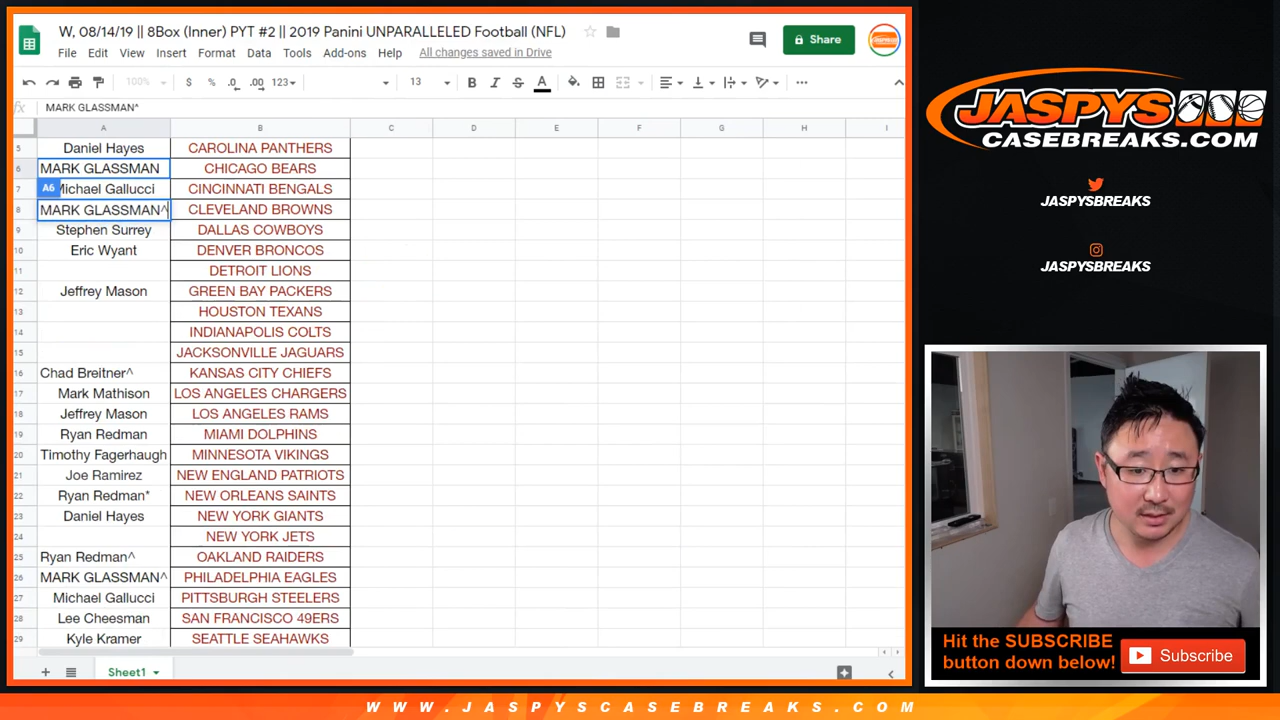 W, 08/14/19 || 8Box (Inner) PYT #2 || 2019 Panini UNPARALLELED Football (NFL)
File Edit View Insert Format Data Tools Add-ons Help All changes saved in Drive
Share
100% $ % .0 .00 123 13 B I S A
fx MARK GLASSMAN^
A B C D E F G H I
5 Daniel Hayes CAROLINA PANTHERS
6 MARK GLASSMAN CHICAGO BEARS
A6
7 Michael Gallucci CINCINNATI BENGALS
8 MARK GLASSMAN^ CLEVELAND BROWNS
9 Stephen Surrey DALLAS COWBOYS
10 Eric Wyant DENVER BRONCOS
11 DETROIT LIONS
12 Jeffrey Mason GREEN BAY PACKERS
13 HOUSTON TEXANS
14 INDIANAPOLIS COLTS
15 JACKSONVILLE JAGUARS
16 Chad Breitner^ KANSAS CITY CHIEFS
17 Mark Mathison LOS ANGELES CHARGERS
18 Jeffrey Mason LOS ANGELES RAMS
19 Ryan Redman MIAMI DOLPHINS
20 Timothy Fagerhaugh MINNESOTA VIKINGS
21 Joe Ramirez NEW ENGLAND PATRIOTS
22 Ryan Redman* NEW ORLEANS SAINTS
23 Daniel Hayes NEW YORK GIANTS
24 NEW YORK JETS
25 Ryan Redman^ OAKLAND RAIDERS
26 MARK GLASSMAN^ PHILADELPHIA EAGLES
27 Michael Gallucci PITTSBURGH STEELERS
28 Lee Cheesman SAN FRANCISCO 49ERS
29 Kyle Kramer SEATTLE SEAHAWKS
Sheet1
JASPYS
CASEBREAKS.COM
JASPYSBREAKS
JASPYSBREAKS
Hit the SUBSCRIBE
button down below!
Subscribe
WWW.JASPYSCASEBREAKS.COM